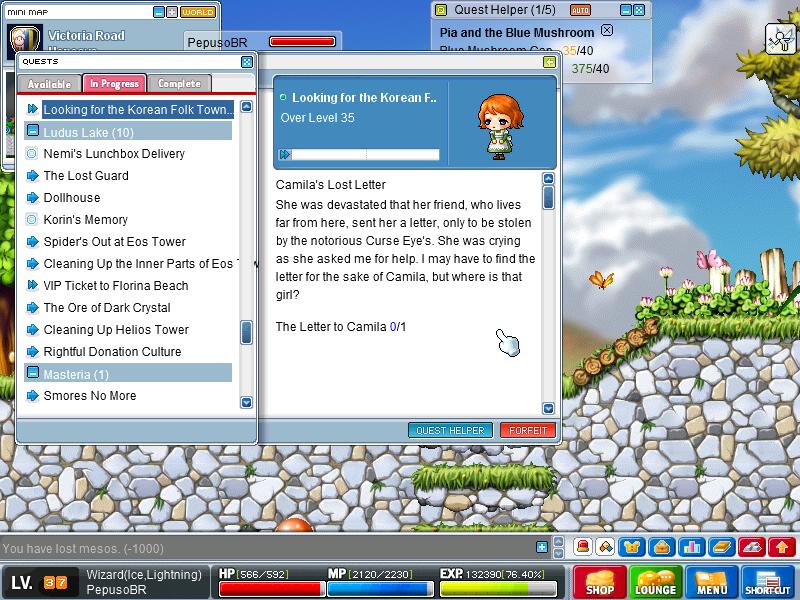 MINI MAP
WORLD
Victoria Road
PepusoBR
Quest Helper (1/5)
AUTO
Pia and the Blue Mushroom
Blue Mushroom Cap 35/40
375/40
QUESTS
Available
In Progress
Complete
Looking for the Korean Folk Town...
Ludus Lake (10)
Nemi's Lunchbox Delivery
The Lost Guard
Dollhouse
Korin's Memory
Spider's Out at Eos Tower
Cleaning Up the Inner Parts of Eos T
VIP Ticket to Florina Beach
The Ore of Dark Crystal
Cleaning Up Helios Tower
Rightful Donation Culture
Masteria (1)
Smores No More
Looking for the Korean F..
Over Level 35
Camila's Lost Letter
She was devastated that her friend, who lives
far from here, sent her a letter, only to be stolen
by the notorious Curse Eye's. She was crying
as she asked me for help. I may have to find the
letter for the sake of Camila, but where is that
girl?
The Letter to Camila 0/1
QUEST HELPER
FORFEIT
You have lost mesos. (-1000)
LV. 37
Wizard(Ice,Lightning)
PepusoBR
HP[566/592]
MP[2120/2230]
EXP 132390[76.40%]
SHOP
LOUNGE
MENU
SHORTCUT